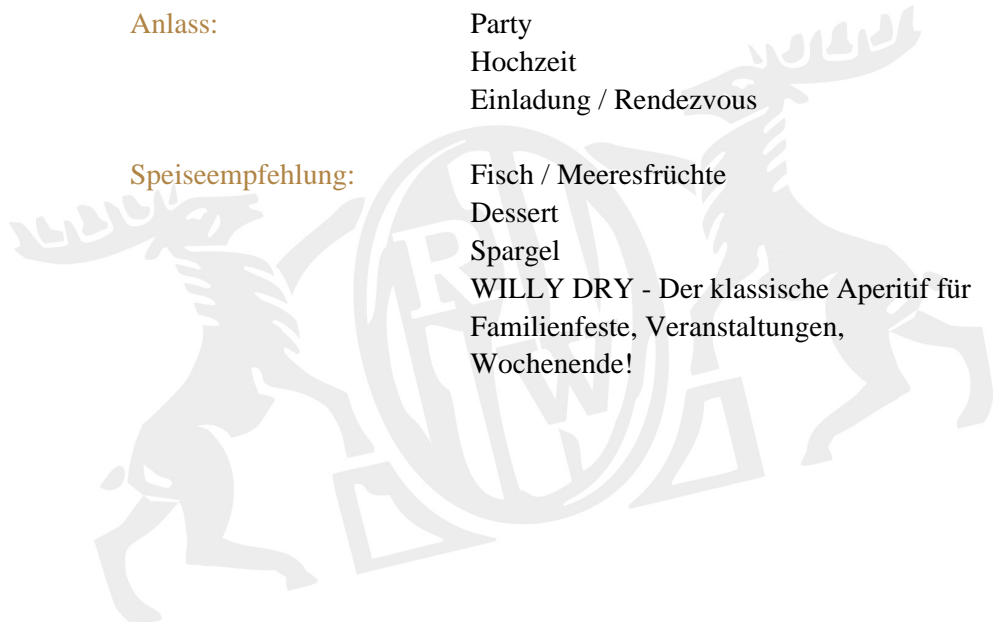 Anlass: Party
Hochzeit
Einladung / Rendezvous
Speiseempfehlung: Fisch / Meeresfrüchte
Dessert
Spargel
WILLY DRY - Der klassische Aperitif für
Familienfeste, Veranstaltungen,
Wochenende!
R
W